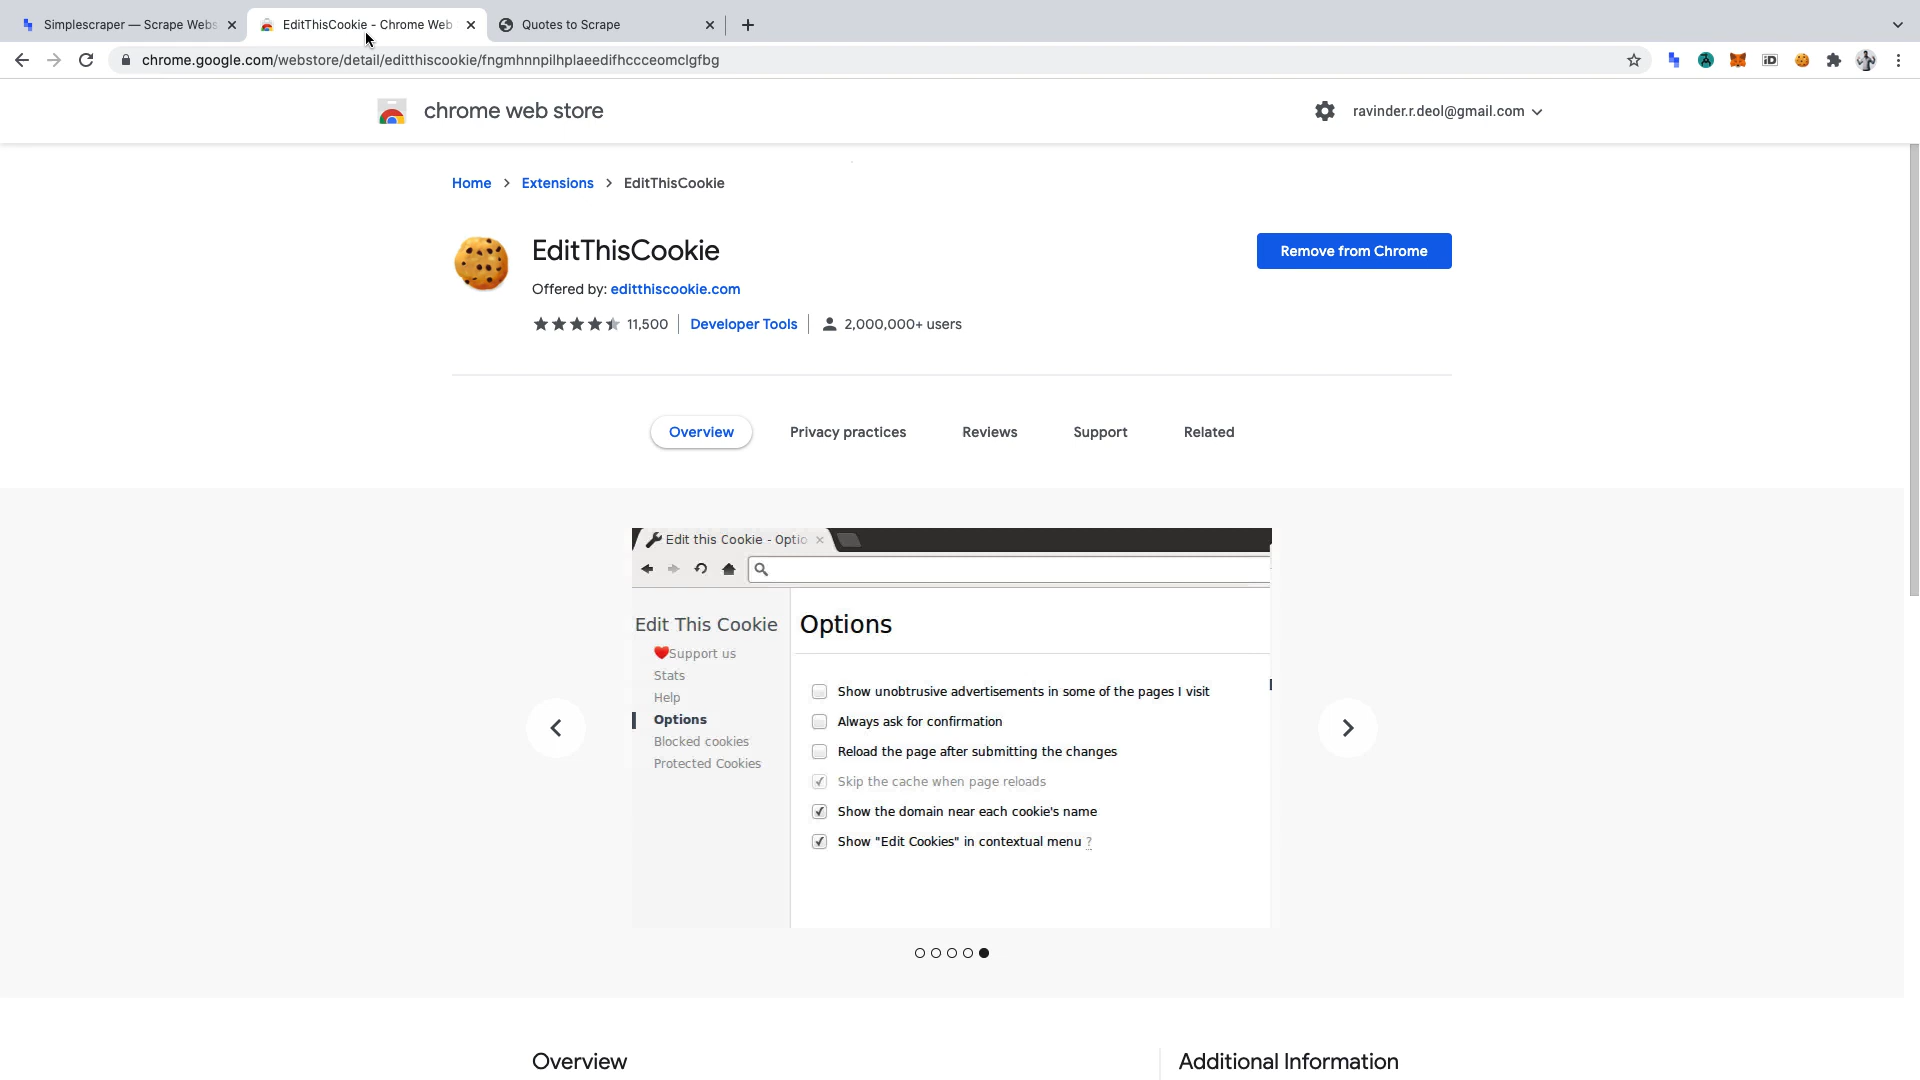 Simplescraper — Scrape Webs
EditThisCookie - Chrome Web
Quotes to Scrape
chrome.google.com/webstore/detail/editthiscookie/fngmhnnpilhplaeedifhccceomclgfbg
iD
chrome web store
ravinder.r.deol@gmail.com
Home
Extensions
EditThisCookie
EditThisCookie
Remove from Chrome
Offered by: editthiscookie.com
11,500
Developer Tools
2,000,000+ users
Overview
Privacy practices
Reviews
Support
Related
Edit this Cookie - Optio
Edit This Cookie
Support us
Stats
Help
Options
Blocked cookies
Protected Cookies
Options
Show unobtrusive advertisements in some of the pages I visit
Always ask for confirmation
Reload the page after submitting the changes
Skip the cache when page reloads
Show the domain near each cookie's name
Show "Edit Cookies" in contextual menu ?
Overview
Additional Information